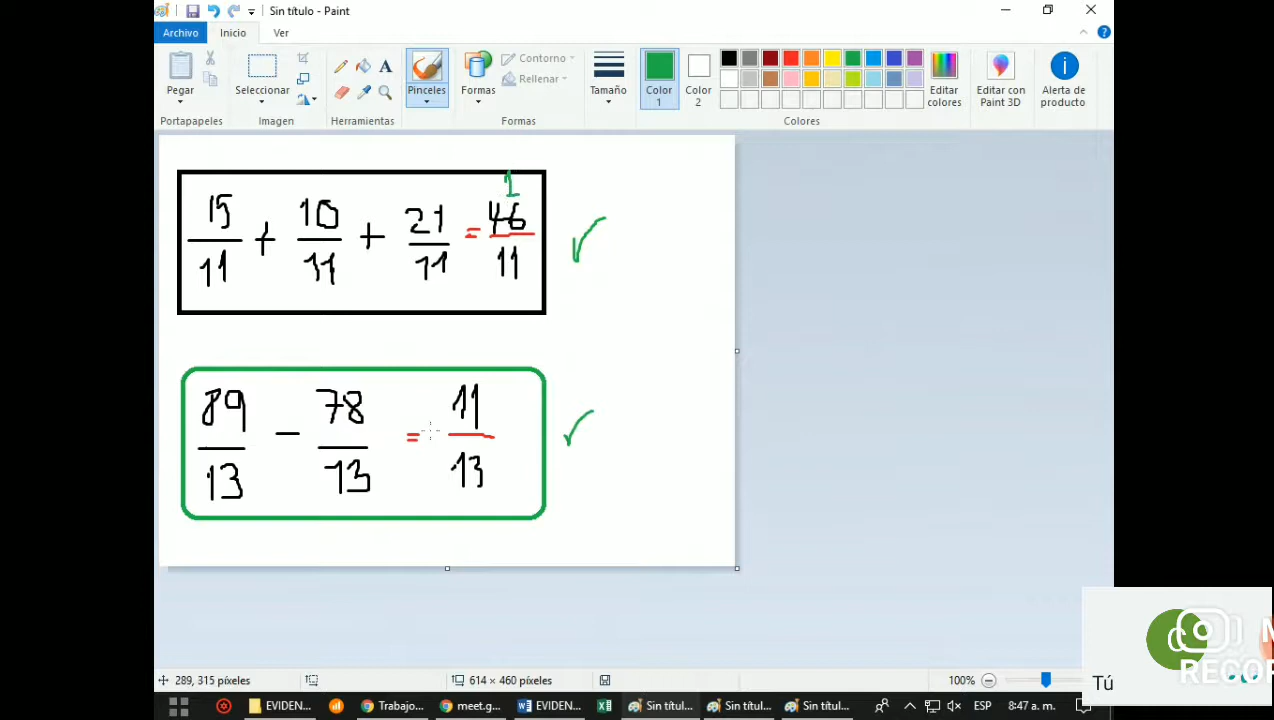 Sin título - Paint
Archivo Inicio Ver
Pegar
Seleccionar
A
Pinceles
Formas
Contorno
Rellenar
Tamaño
Color 1
Color 2
Editar colores
Editar con Paint 3D
Alerta de producto
Portapapeles Imagen Herramientas Formas Colores
1
15 10 21 46
+ + =
11 11 11 11
89 78 11
- =
13 13 13
Tú
289, 315 píxeles 614 × 460 píxeles 100%
EVIDEN... Trabajo... meet.g... EVIDEN... Sin títul... Sin títul... Sin títul... ESP 8:47 a. m.